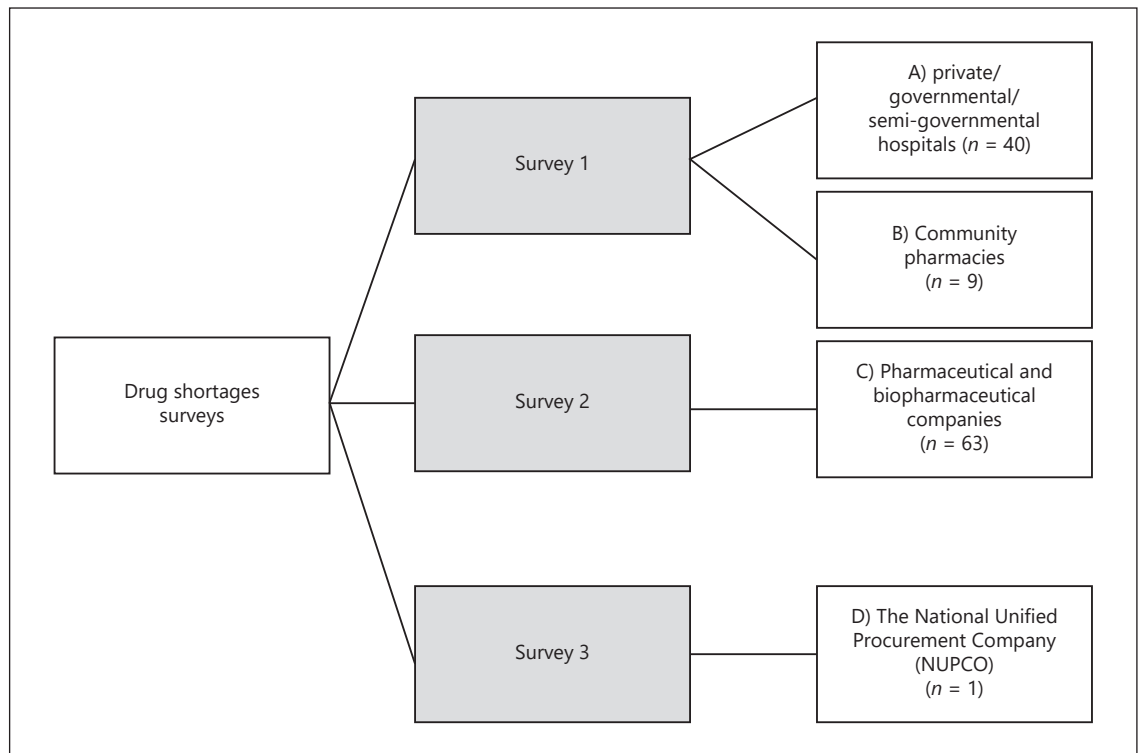 Drug shortages
surveys
Survey 1
A) private/
governmental/
semi-governmental
hospitals (n = 40)
B) Community
pharmacies
(n = 9)
Survey 2
C) Pharmaceutical and
biopharmaceutical
companies
(n = 63)
Survey 3
D) The National Unified
Procurement Company
(NUPCO)
(n = 1)